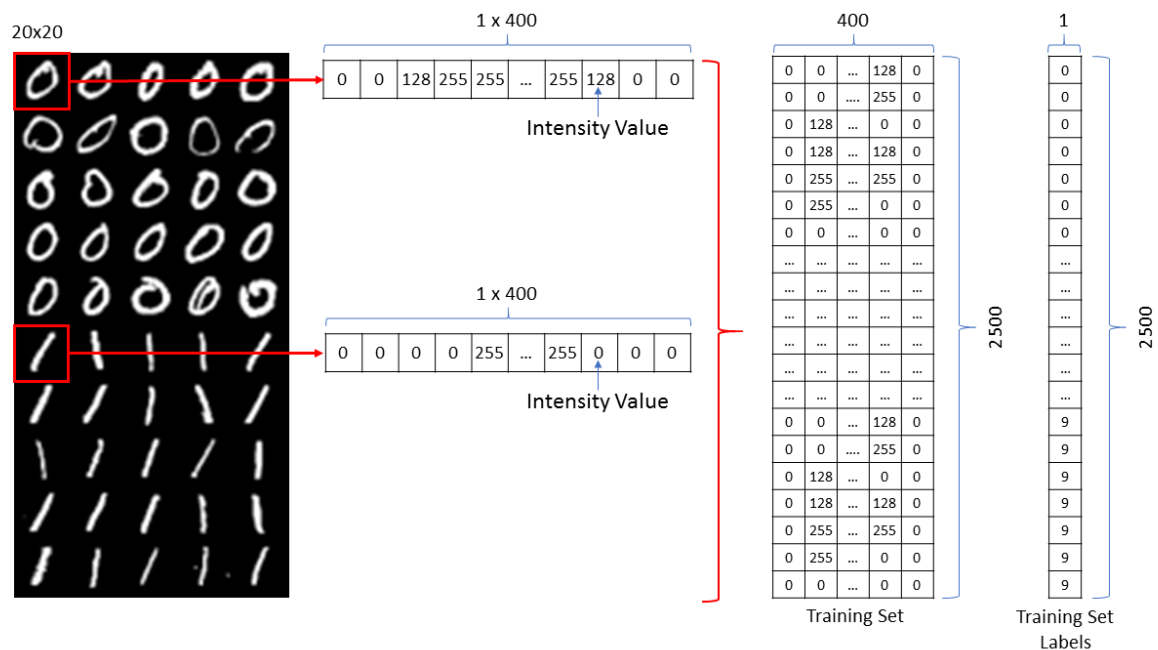 20x20
1 x 400
0 0 128 255 255 ... 255 128 0 0
Intensity Value
1 x 400
0 0 0 0 255 ... 255 0 0 0
Intensity Value
400
0 0 ... 128 0
0 0 .... 255 0
0 128 ... 0 0
0 128 ... 128 0
0 255 ... 255 0
0 255 ... 0 0
0 0 ... 0 0
... ... ... ... ...
... ... ... ... ...
... ... ... ... ...
... ... ... ... ...
... ... ... ... ...
... ... ... ... ...
0 0 ... 128 0
0 0 .... 255 0
0 128 ... 0 0
0 128 ... 128 0
0 255 ... 255 0
0 255 ... 0 0
0 0 ... 0 0
2500
Training Set
1
0
0
0
0
0
0
0
...
...
...
...
...
...
9
9
9
9
9
9
9
2500
Training Set
Labels